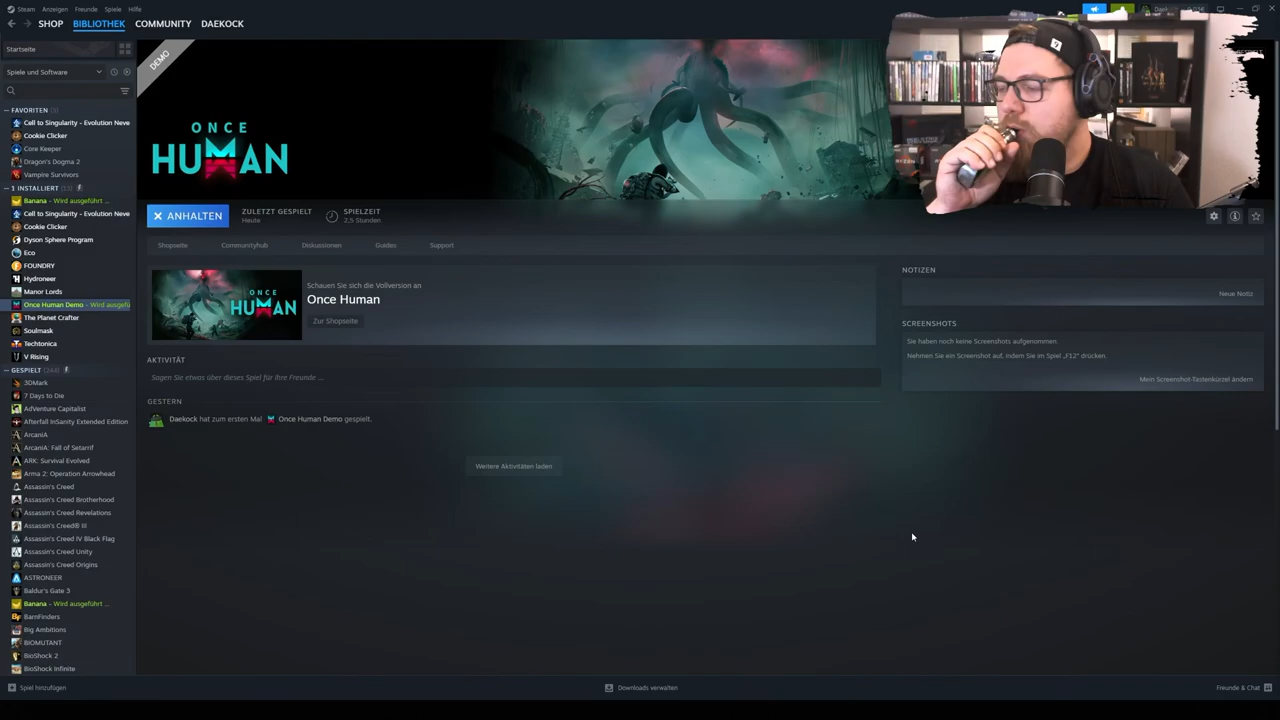 Steam Anzeigen Freunde Spiele Hilfe
SHOP BIBLIOTHEK COMMUNITY DAEKOCK
Startseite
Spiele und Software
FAVORITEN
Cell to Singularity - Evolution Neve
Cookie Clicker
Core Keeper
Dragon's Dogma 2
Vampire Survivors
1 INSTALLIERT
Banana - Wird ausgeführt ...
Cell to Singularity - Evolution Neve
Cookie Clicker
Dyson Sphere Program
Eco
FOUNDRY
Hydroneer
Manor Lords
Once Human Demo - Wird ausgefü
The Planet Crafter
Soulmask
Techtonica
V Rising
GESPIELT (244)
3DMark
7 Days to Die
AdVenture Capitalist
Afterfall InSanity Extended Edition
ArcaniA
ArcaniA: Fall of Setarrif
ARK: Survival Evolved
Arma 2: Operation Arrowhead
Assassin's Creed
Assassin's Creed Brotherhood
Assassin's Creed Revelations
Assassin's Creed® III
Assassin's Creed IV Black Flag
Assassin's Creed Unity
Assassin's Creed Origins
ASTRONEER
Baldur's Gate 3
Banana - Wird ausgeführt ...
BarnFinders
Big Ambitions
BIOMUTANT
BioShock 2
BioShock Infinite
Spiel hinzufügen
DEMO
ONCE
HUMAN
ANHALTEN
ZULETZT GESPIELT
Heute
SPIELZEIT
2,5 Stunden
Shopseite Communityhub Diskussionen Guides Support
ONCE
HUMAN
Schauen Sie sich die Vollversion an
Once Human
Zur Shopseite
AKTIVITÄT
Sagen Sie etwas über dieses Spiel für Ihre Freunde ...
GESTERN
Daekock hat zum ersten Mal Once Human Demo gespielt.
Weitere Aktivitäten laden
NOTIZEN
Neue Notiz
SCREENSHOTS
Sie haben noch keine Screenshots aufgenommen.
Nehmen Sie ein Screenshot auf, indem Sie im Spiel „F12" drücken.
Mein Screenshot-Tastenkürzel ändern
Downloads verwalten
Freunde & Chat